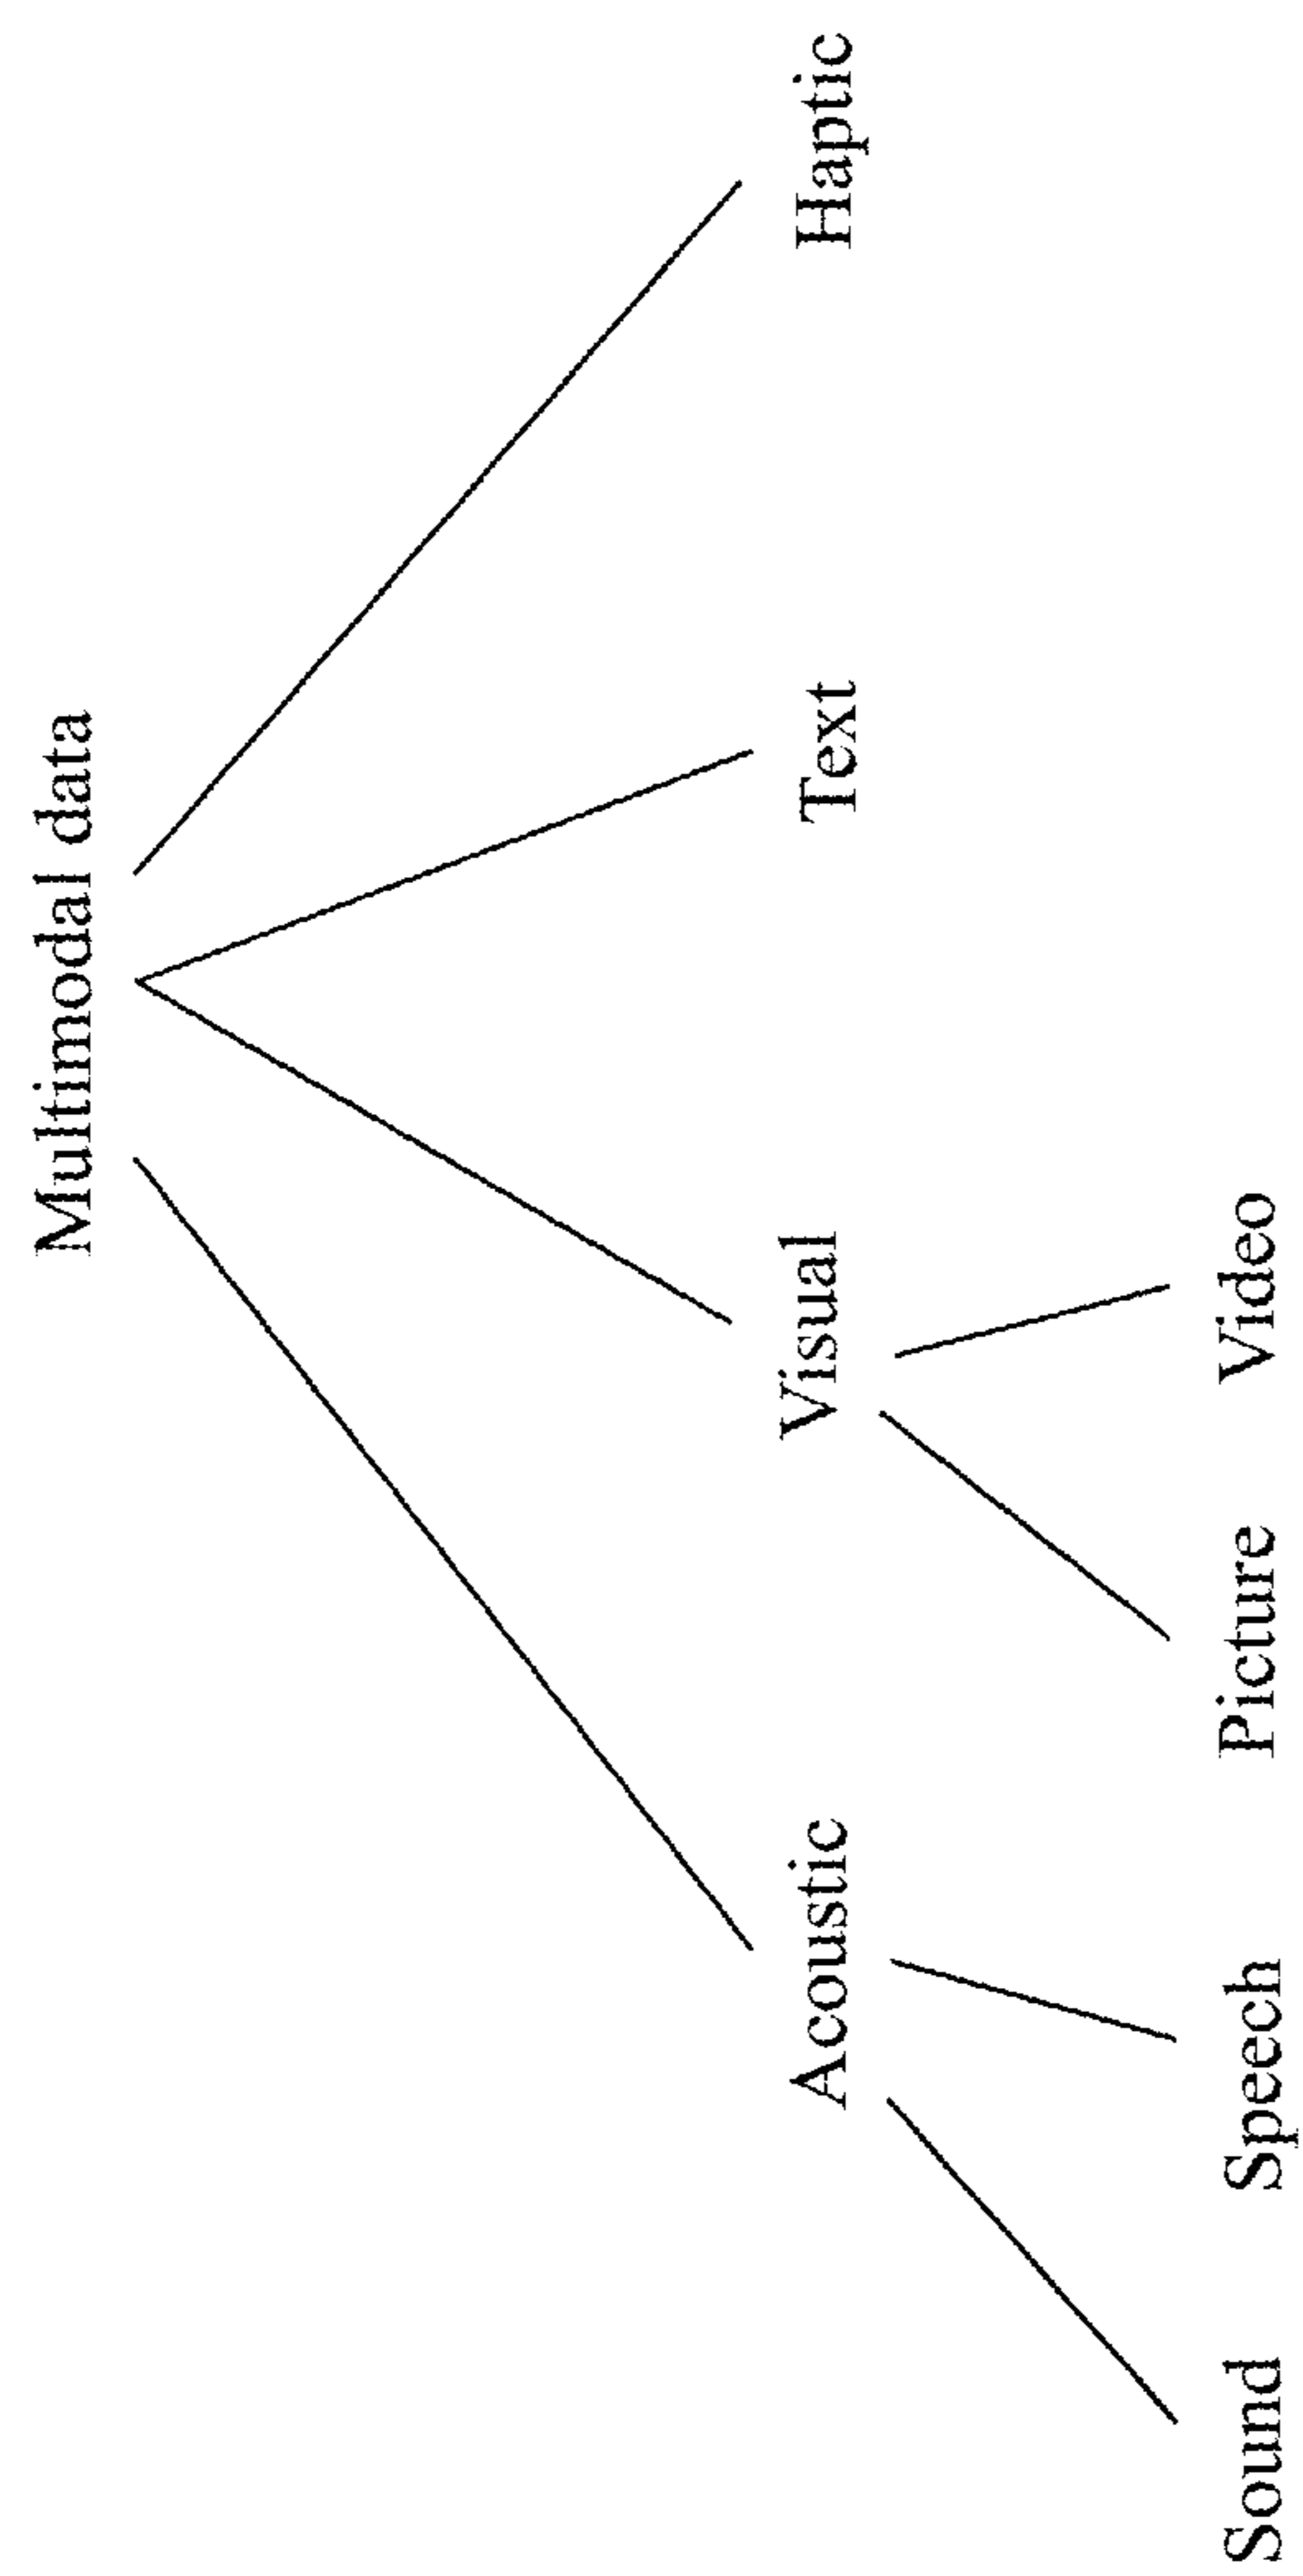 Multimodal data
Acoustic Visual Text Haptic
Sound Speech Picture Video